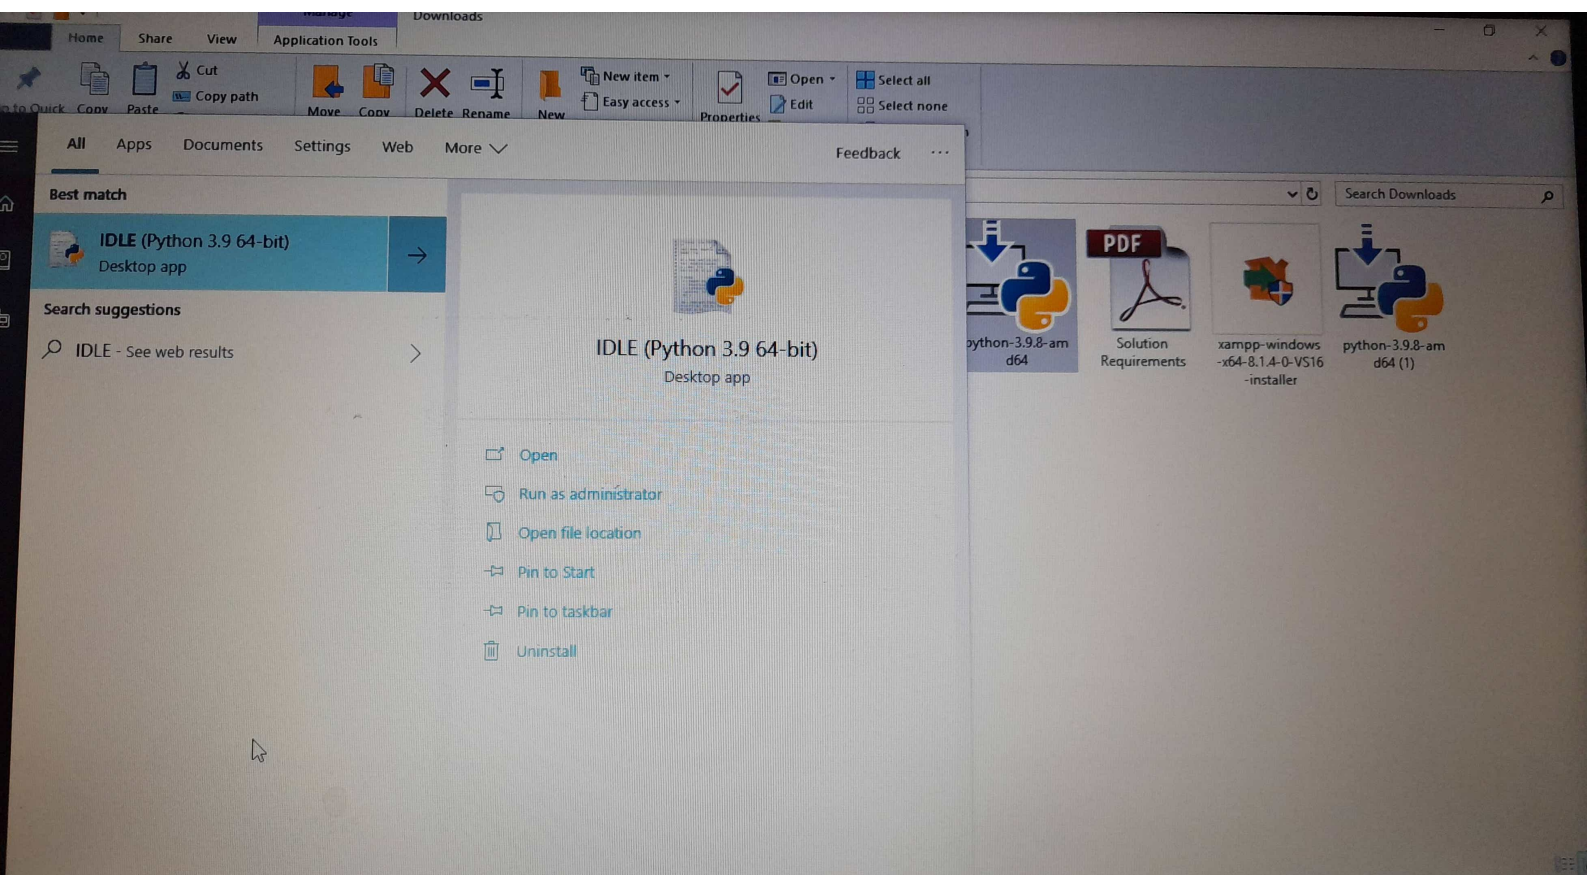 Manage
Downloads
Home
Share
View
Application Tools
Cut
Copy path
to Quick
Copy
Paste
Move
Copy
Delete
Rename
New item
Easy access
New
Properties
Open
Edit
Select all
Select none
All
Apps
Documents
Settings
Web
More
Feedback
...
Best match
IDLE (Python 3.9 64-bit)
Desktop app
Search suggestions
IDLE - See web results
IDLE (Python 3.9 64-bit)
Desktop app
Open
Run as administrator
Open file location
Pin to Start
Pin to taskbar
Uninstall
Search Downloads
python-3.9.8-am
d64
PDF
Solution
Requirements
xampp-windows
-x64-8.1.4-0-VS16
-installer
python-3.9.8-am
d64 (1)